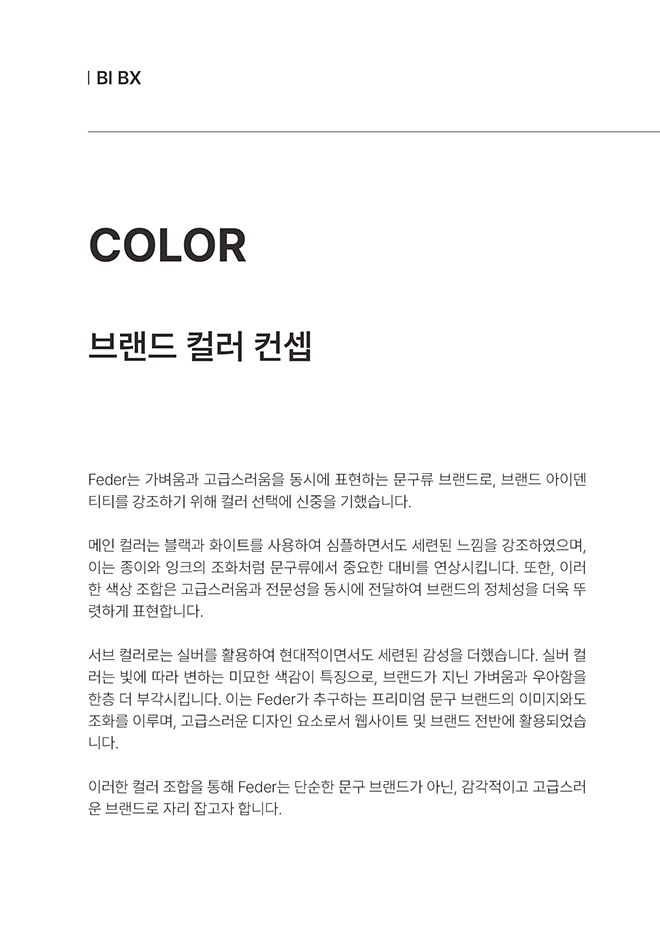 | BI BX
COLOR
브랜드 컬러 컨셉
Feder는 가벼움과 고급스러움을 동시에 표현하는 문구류 브랜드로, 브랜드 아이덴
티티를 강조하기 위해 컬러 선택에 신중을 기했습니다.
메인 컬러는 블랙과 화이트를 사용하여 심플하면서도 세련된 느낌을 강조하였으며,
이는 종이와 잉크의 조화처럼 문구류에서 중요한 대비를 연상시킵니다. 또한, 이러
한 색상 조합은 고급스러움과 전문성을 동시에 전달하여 브랜드의 정체성을 더욱 뚜
렷하게 표현합니다.
서브 컬러로는 실버를 활용하여 현대적이면서도 세련된 감성을 더했습니다. 실버 컬
러는 빛에 따라 변하는 미묘한 색감이 특징으로, 브랜드가 지닌 가벼움과 우아함을
한층 더 부각시킵니다. 이는 Feder가 추구하는 프리미엄 문구 브랜드의 이미지와도
조화를 이루며, 고급스러운 디자인 요소로서 웹사이트 및 브랜드 전반에 활용되었습
니다.
이러한 컬러 조합을 통해 Feder는 단순한 문구 브랜드가 아닌, 감각적이고 고급스러
운 브랜드로 자리 잡고자 합니다.